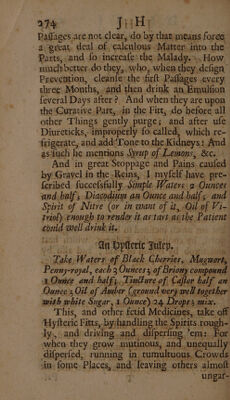 274 J H
Passages are not clear, do by that means force
a great deal of calculous Matter into the
Parts, and so increase the Malady. How
much better do they, who, when they design
Prevention, cleanse the first Passages every
three Months, and then drink an Emulsion
several Days after? And when they are upon
the Curative Part, in the Fitt, do before all
other Things gently purge; and after use
Diureticks, improperly so called, which re-
frigerate, and add Tone to the Kidneys: And
as such he mentions Syrup of Lemons, &c.
And in great Stoppage and Pains caused
by Gravel in the Reins, I myself have pre-
scribed successfully Simple Waters 2 Ounces
and half; Diacodium an Ounce and half; and
Spirit of Nitre (or in want of it, Oil of Vi-
triol) enough to render it as tart as the Patient
could well drink it.
An Hysteric Julep.
Take Waters of Black Cherries, Mugwort,
Penny-royal, each 3 Ounces; of Briony compound
1 Ounce and half; Tincture of Castor half an
Ounce; Oil of Amber (ground very well together
with white Sugar, 1 Ounce) 24 Drops; mix.
This, and other fetid Medicines, take off
Hysteric Fitts, by handling the Spirits rough-
ly, and driving and dispersing 'em: For
when they grow mutinous, and unequally
dispersed, running in tumultuous Crowds
in some Places, and leaving others almost
ungar-